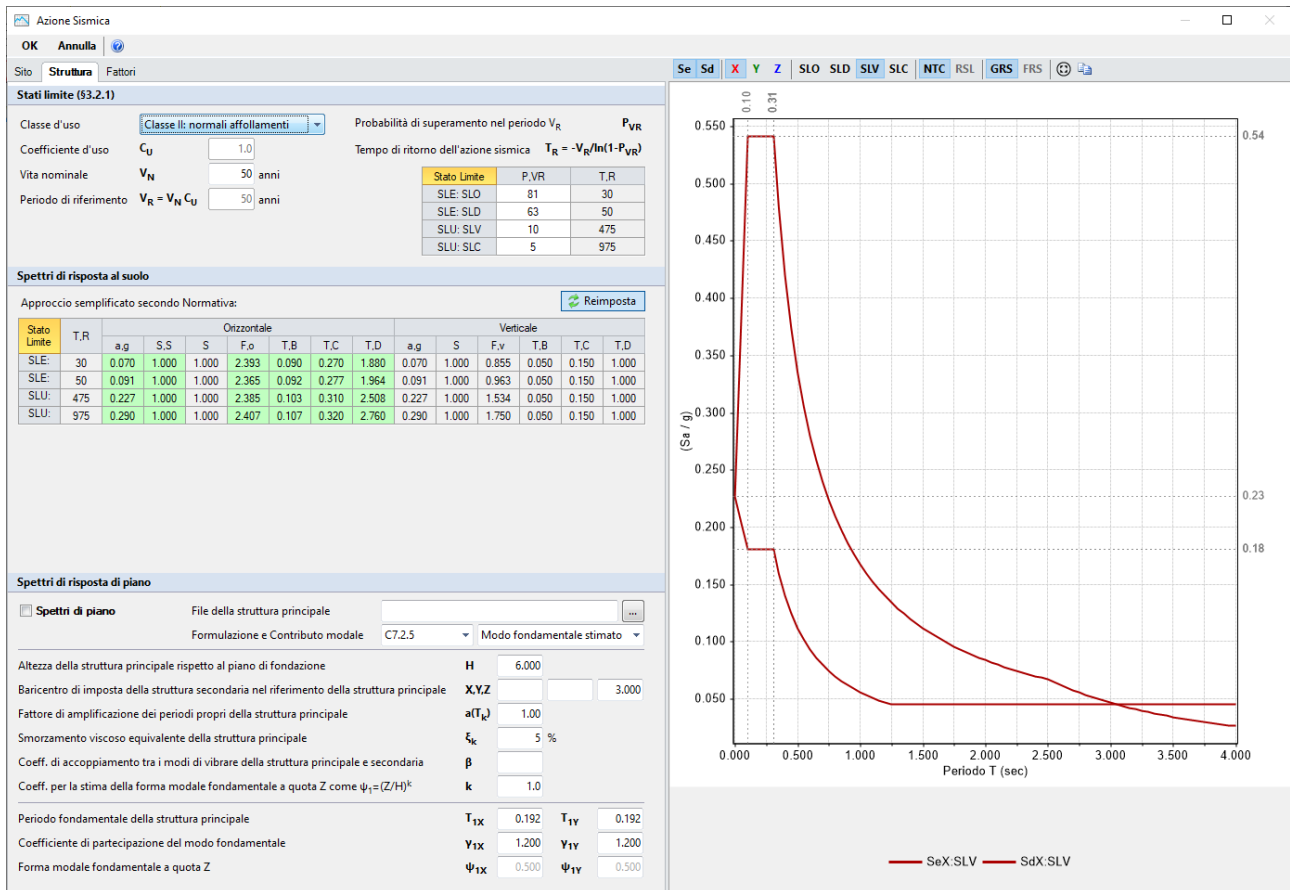 Azione Sismica
OK Annulla
Sito Struttura Fattori
Stati limite (§3.2.1)
Classe d'uso Classe II: normali affollamenti Probabilità di superamento nel periodo VR PVR
Coefficiente d'uso CU 1.0 Tempo di ritorno dell'azione sismica TR = -VR/ln(1-PVR)
Vita nominale VN 50 anni
Periodo di riferimento VR = VN CU 50 anni
Stato Limite P,VR T,R
SLE: SLO 81 30
SLE: SLD 63 50
SLU: SLV 10 475
SLU: SLC 5 975
Spettri di risposta al suolo
Approccio semplificato secondo Normativa: Reimposta
Stato Limite T,R Orizzontale Verticale
a,g S,S S F,o T,B T,C T,D a,g S F,v T,B T,C T,D
SLE: 30 0.070 1.000 1.000 2.393 0.090 0.270 1.880 0.070 1.000 0.855 0.050 0.150 1.000
SLE: 50 0.091 1.000 1.000 2.365 0.092 0.277 1.964 0.091 1.000 0.963 0.050 0.150 1.000
SLU: 475 0.227 1.000 1.000 2.385 0.103 0.310 2.508 0.227 1.000 1.534 0.050 0.150 1.000
SLU: 975 0.290 1.000 1.000 2.407 0.107 0.320 2.760 0.290 1.000 1.750 0.050 0.150 1.000
Spettri di risposta di piano
Spettri di piano File della struttura principale ...
Formulazione e Contributo modale C7.2.5 Modo fondamentale stimato
Altezza della struttura principale rispetto al piano di fondazione H 6.000
Baricentro di imposta della struttura secondaria nel riferimento della struttura principale X,Y,Z 3.000
Fattore di amplificazione dei periodi propri della struttura principale a(Tk) 1.00
Smorzamento viscoso equivalente della struttura principale ξk 5 %
Coeff. di accoppiamento tra i modi di vibrare della struttura principale e secondaria β
Coeff. per la stima della forma modale fondamentale a quota Z come ψ1=(Z/H)^k k 1.0
Periodo fondamentale della struttura principale T1X 0.192 T1Y 0.192
Coefficiente di partecipazione del modo fondamentale γ1X 1.200 γ1Y 1.200
Forma modale fondamentale a quota Z ψ1X 0.500 ψ1Y 0.500
Se Sd X Y Z SLO SLD SLV SLC NTC RSL GRS FRS
0.10 0.31
0.550
0.54
0.500
0.450
0.400
0.350
0.300
(Sa / g)
0.250
0.23
0.200
0.18
0.150
0.100
0.050
0.000 0.500 1.000 1.500 2.000 2.500 3.000 3.500 4.000
Periodo T (sec)
SeX:SLV SdX:SLV